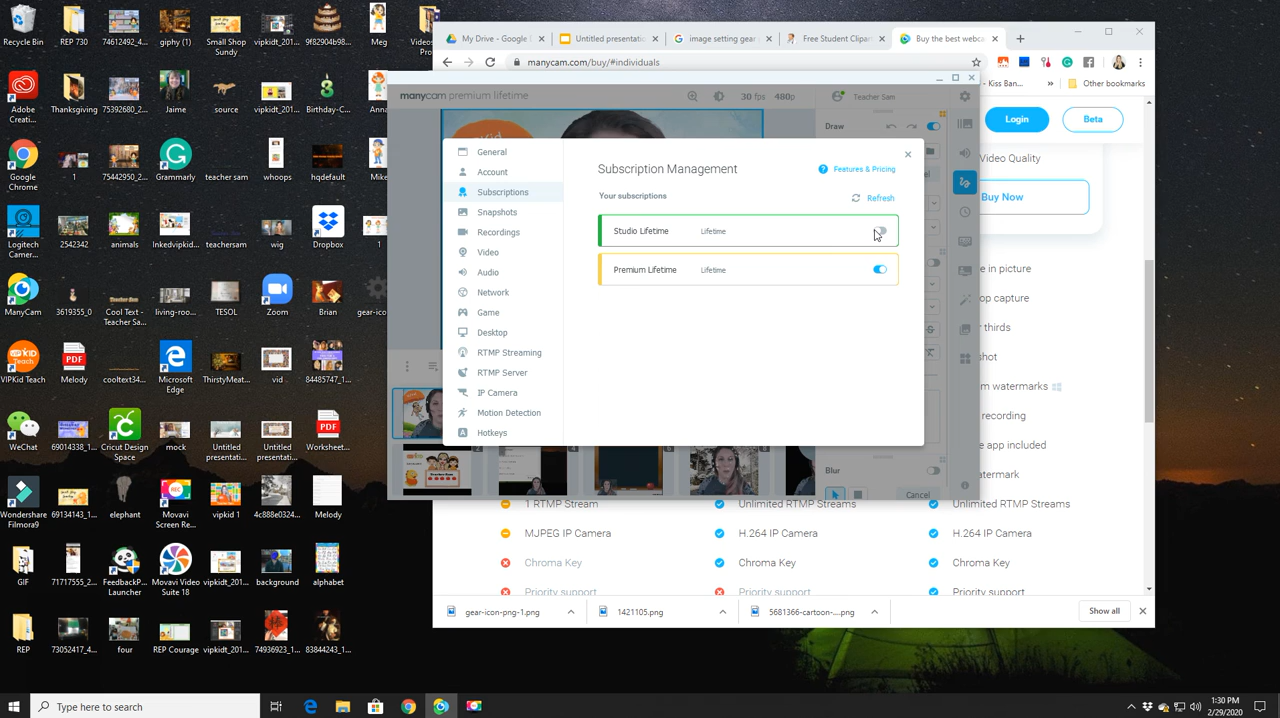 My Drive - Google D
Untitled presentati
image setting gear
Free Student Clipart
Buy the best webca
manycam.com/buy/#individuals
Kiss Ban...
»
Other bookmarks
Login
Beta
Video Quality
Buy Now
manycam premium lifetime
30 fps
480p
Teacher Sam
Draw
General
Account
Subscriptions
Snapshots
Recordings
Video
Audio
Network
Game
Desktop
RTMP Streaming
RTMP Server
IP Camera
Motion Detection
Hotkeys
Subscription Management
Features & Pricing
Your subscriptions
Refresh
Studio Lifetime
Lifetime
Premium Lifetime
Lifetime
Blur
Cancel
e in picture
op capture
r thirds
shot
m watermarks
recording
e app included
atermark
1 RTMP Stream
Unlimited RTMP Streams
Unlimited RTMP Streams
MJPEG IP Camera
H.264 IP Camera
H.264 IP Camera
Chroma Key
Chroma Key
Chroma Key
Priority support
Priority support
Priority support
gear-icon-png-1.png
1421105.png
5681366-cartoon-....png
Show all
Recycle Bin
REP 730
74612492_4...
giphy (1)
Small Shop Sundy
vipkidt_201...
9f82904b98...
Meg
Videos
Pro
Adobe Creati...
Thanksgiving
75392680_2...
Jaime
source
Birthday-C...
Anna
Google Chrome
1
75442950_2...
Grammarly
whoops
hqdefault
Mike
Logitech Camer...
2542342
animals
Inkedvipkid...
teachersam
wig
Dropbox
1
ManyCam
3619355_0
Cool Text - Teacher Sa...
living-roo...
TESOL
Zoom
Brian
gear-ico
VIPKid Teach
Melody
cooltext34...
Microsoft Edge
ThirstyMeat...
vid
84485747_1...
WeChat
69014338_1...
Cricut Design Space
mock
Untitled presentati...
Untitled presentati...
Worksheet...
Wondershare Filmora9
69134143_1...
elephant
Movavi Screen Re...
vipkid 1
4c888e0324...
Melody
GIF
71717555_2...
FeedbackP... Launcher
Movavi Video Suite 18
vipkidt_201...
background
alphabet
REP
73052417_4...
four
REP Courage
vipkidt_201...
74936923_1...
83844243_1...
Type here to search
1:30 PM
2/29/2020